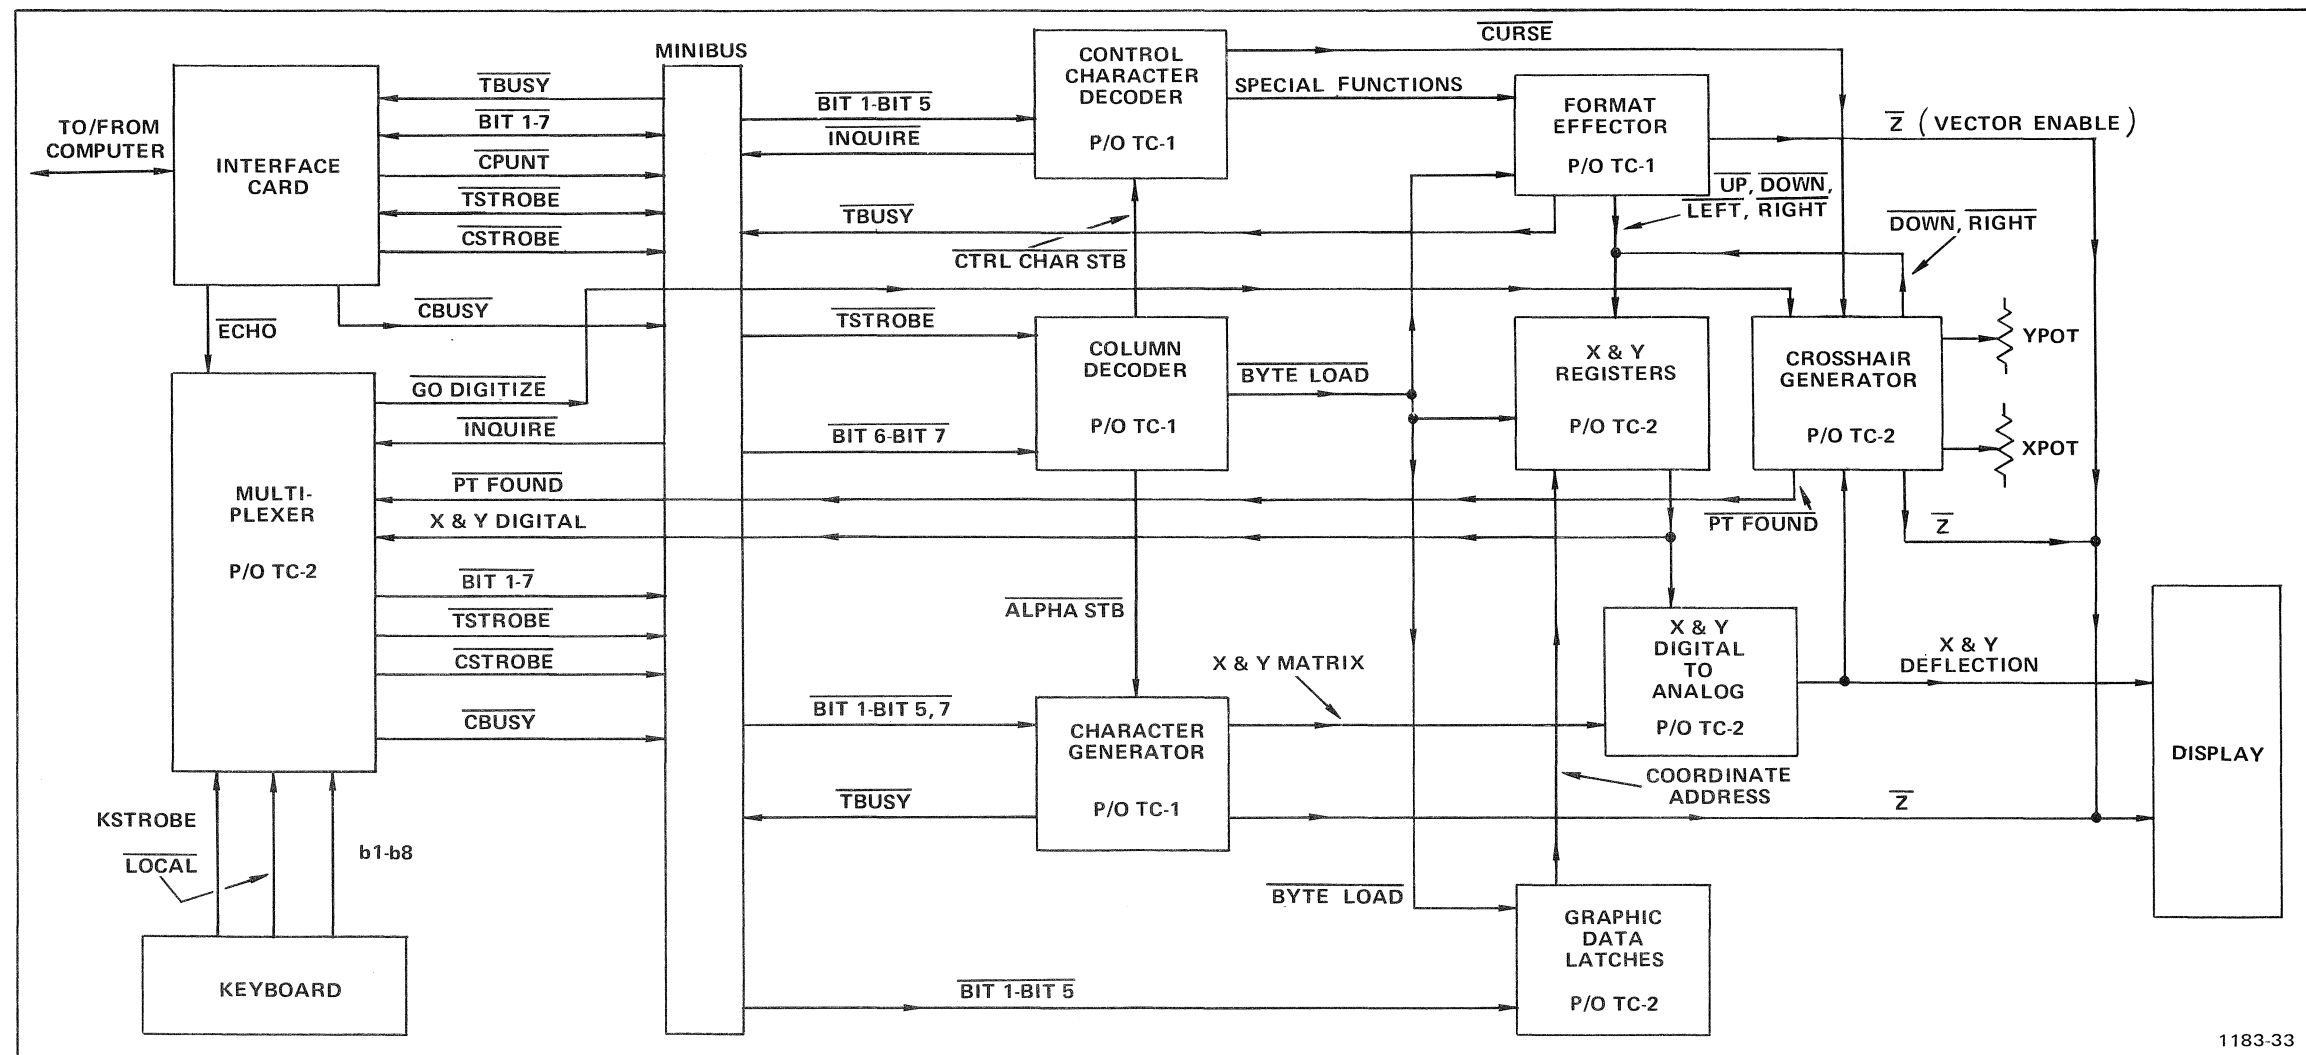 MINIBUS
TO/FROM
COMPUTER
INTERFACE
CARD
TBUSY
BIT 1-7
CPUNT
TSTROBE
CSTROBE
ECHO
CBUSY
GO DIGITIZE
INQUIRE
PT FOUND
X & Y DIGITAL
MULTI-
PLEXER
P/O TC-2
BIT 1-7
TSTROBE
CSTROBE
CBUSY
KSTROBE
LOCAL
b1-b8
KEYBOARD
BIT 1-BIT 5
INQUIRE
TBUSY
CTRL CHAR STB
TSTROBE
BIT 6-BIT 7
ALPHA STB
BIT 1-BIT 5, 7
TBUSY
BIT 1-BIT 5
CONTROL
CHARACTER
DECODER
P/O TC-1
CURSE
SPECIAL FUNCTIONS
COLUMN
DECODER
P/O TC-1
BYTE LOAD
CHARACTER
GENERATOR
P/O TC-1
X & Y MATRIX
BYTE LOAD
FORMAT
EFFECTOR
P/O TC-1
Z (VECTOR ENABLE)
UP, DOWN,
LEFT, RIGHT
DOWN, RIGHT
X & Y
REGISTERS
P/O TC-2
CROSSHAIR
GENERATOR
P/O TC-2
YPOT
XPOT
PT FOUND
Z
X & Y
DIGITAL
TO
ANALOG
P/O TC-2
X & Y
DEFLECTION
COORDINATE
ADDRESS
Z
GRAPHIC
DATA
LATCHES
P/O TC-2
DISPLAY
1183-33